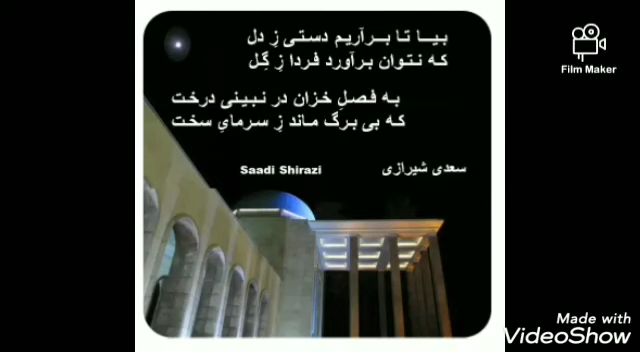 بیا تا برآریم دستی زِ دل
که نتوان برآورد فردا زِ گِل
به فصلِ خزان در نبینی درخت
که بی برگ ماند زِ سرمایِ سخت
سعدی شیرازی
Saadi Shirazi
Film Maker
Made with
VideoShow